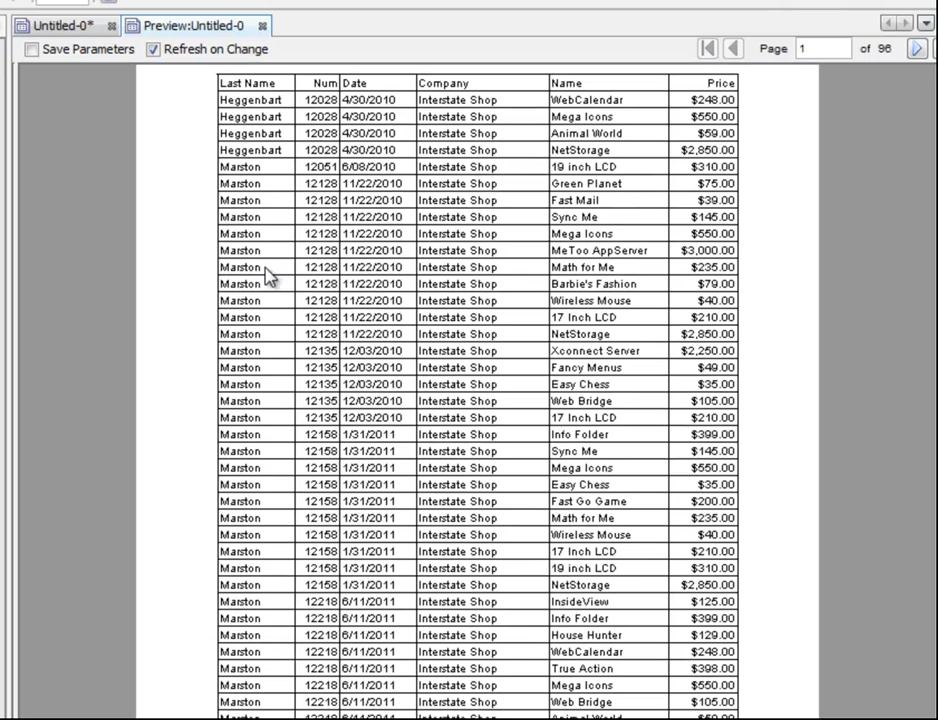 Untitled-0* Preview:Untitled-0
Save Parameters Refresh on Change Page 1 of 96
Last Name Num Date Company Name Price
Heggenbart 12028 4/30/2010 Interstate Shop WebCalendar $248.00
Heggenbart 12028 4/30/2010 Interstate Shop Mega Icons $550.00
Heggenbart 12028 4/30/2010 Interstate Shop Animal World $59.00
Heggenbart 12028 4/30/2010 Interstate Shop NetStorage $2,850.00
Marston 12051 6/08/2010 Interstate Shop 19 inch LCD $310.00
Marston 12128 11/22/2010 Interstate Shop Green Planet $75.00
Marston 12128 11/22/2010 Interstate Shop Fast Mail $39.00
Marston 12128 11/22/2010 Interstate Shop Sync Me $145.00
Marston 12128 11/22/2010 Interstate Shop Mega Icons $550.00
Marston 12128 11/22/2010 Interstate Shop MeToo AppServer $3,000.00
Marston 12128 11/22/2010 Interstate Shop Math for Me $235.00
Marston 12128 11/22/2010 Interstate Shop Barbie's Fashion $79.00
Marston 12128 11/22/2010 Interstate Shop Wireless Mouse $40.00
Marston 12128 11/22/2010 Interstate Shop 17 Inch LCD $210.00
Marston 12128 11/22/2010 Interstate Shop NetStorage $2,850.00
Marston 12135 12/03/2010 Interstate Shop Xconnect Server $2,250.00
Marston 12135 12/03/2010 Interstate Shop Fancy Menus $49.00
Marston 12135 12/03/2010 Interstate Shop Easy Chess $35.00
Marston 12135 12/03/2010 Interstate Shop Web Bridge $105.00
Marston 12135 12/03/2010 Interstate Shop 17 Inch LCD $210.00
Marston 12158 1/31/2011 Interstate Shop Info Folder $399.00
Marston 12158 1/31/2011 Interstate Shop Sync Me $145.00
Marston 12158 1/31/2011 Interstate Shop Mega Icons $550.00
Marston 12158 1/31/2011 Interstate Shop Easy Chess $35.00
Marston 12158 1/31/2011 Interstate Shop Fast Go Game $200.00
Marston 12158 1/31/2011 Interstate Shop Math for Me $235.00
Marston 12158 1/31/2011 Interstate Shop Wireless Mouse $40.00
Marston 12158 1/31/2011 Interstate Shop 17 Inch LCD $210.00
Marston 12158 1/31/2011 Interstate Shop 19 inch LCD $310.00
Marston 12158 1/31/2011 Interstate Shop NetStorage $2,850.00
Marston 12218 6/11/2011 Interstate Shop InsideView $125.00
Marston 12218 6/11/2011 Interstate Shop Info Folder $399.00
Marston 12218 6/11/2011 Interstate Shop House Hunter $129.00
Marston 12218 6/11/2011 Interstate Shop WebCalendar $248.00
Marston 12218 6/11/2011 Interstate Shop True Action $398.00
Marston 12218 6/11/2011 Interstate Shop Mega Icons $550.00
Marston 12218 6/11/2011 Interstate Shop Web Bridge $105.00